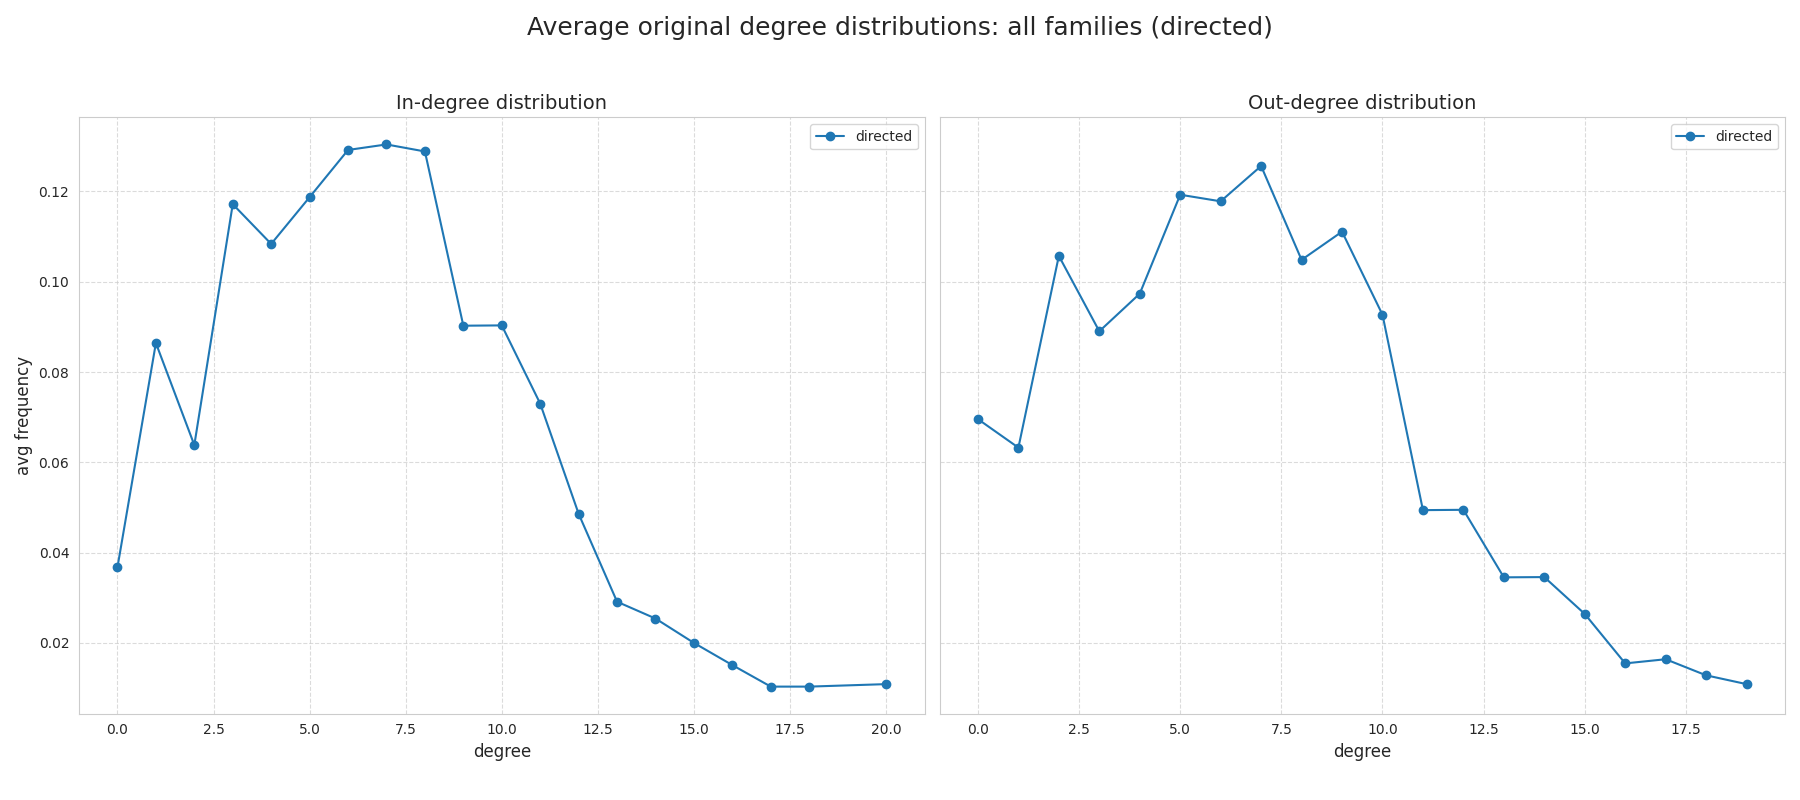 Average original degree distributions: all families (directed)
In-degree distribution
directed
avg frequency
0.12
0.10
0.08
0.06
0.04
0.02
0.0 2.5 5.0 7.5 10.0 12.5 15.0 17.5 20.0
degree
Out-degree distribution
directed
0.0 2.5 5.0 7.5 10.0 12.5 15.0 17.5
degree